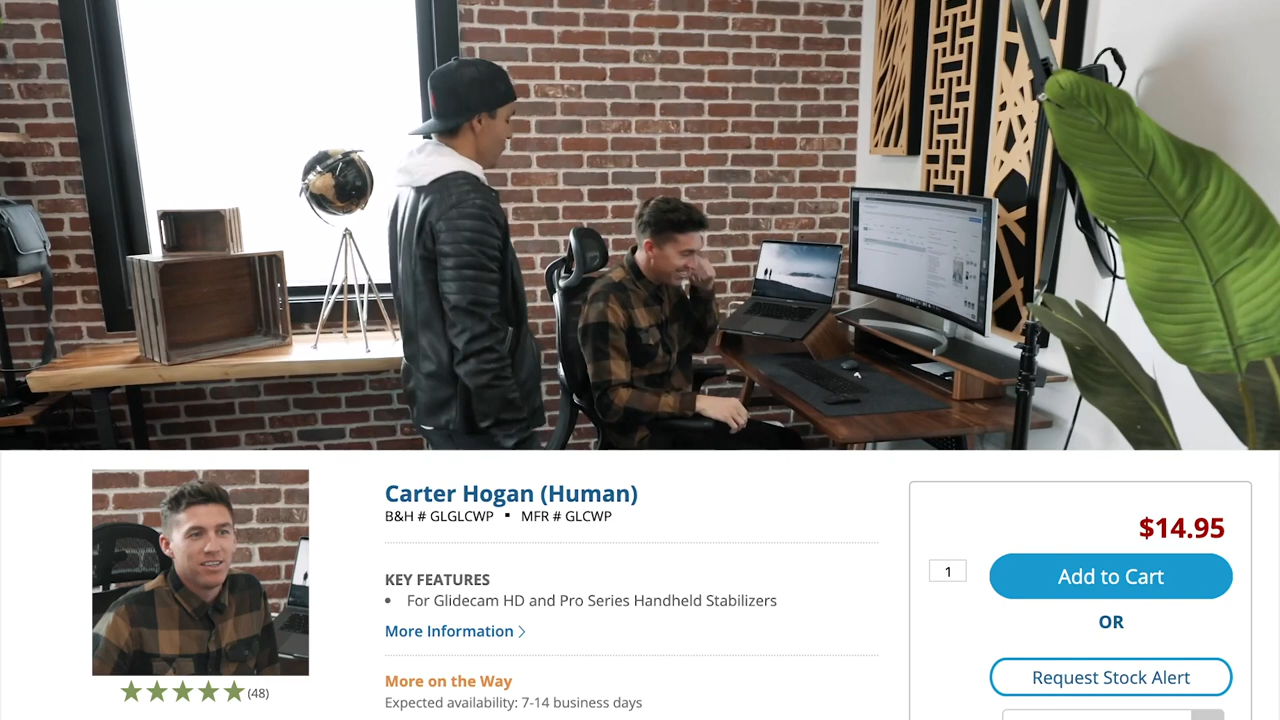 Carter Hogan (Human)
B&H # GLGLCWP ▪ MFR # GLCWP
$14.95
1
Add to Cart
KEY FEATURES
• For Glidecam HD and Pro Series Handheld Stabilizers
OR
More Information
Request Stock Alert
More on the Way
(48)
Expected availability: 7-14 business days